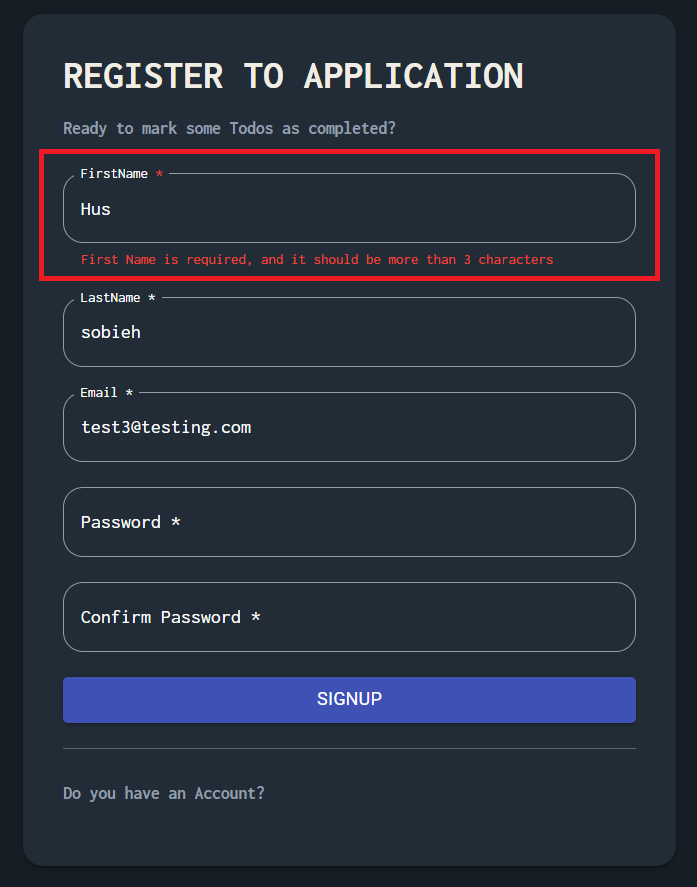 REGISTER TO APPLICATION
Ready to mark some Todos as completed?
FirstName *
Hus
First Name is required, and it should be more than 3 characters
LastName *
sobieh
Email *
test3@testing.com
Password *
Confirm Password *
SIGNUP
Do you have an Account?